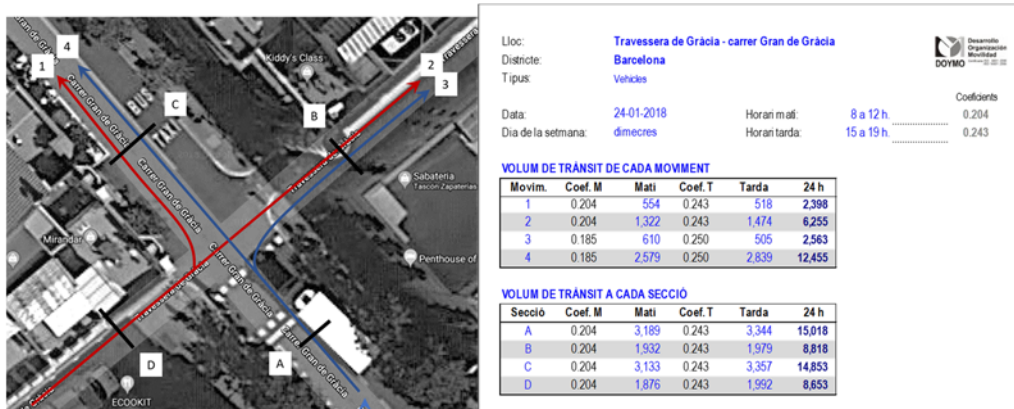 4
1
2
3
C
B
A
D
BUS
TAXI
Kiddy's Class
Carrer Gran de Gràcia
Carrer Gran de Gràcia
Carrer Gran de Gràcia
Carrer Gran de Gràcia
Travessera de Gràcia
Travessera de Gràcia
Sabateria
Tascón Zapaterias
Mirandar
Penthouse of
ECOOKIT
Lloc: Travessera de Gràcia - carrer Gran de Gràcia
Districte: Barcelona
Tipus: Vehicles
DOYMO
Desarrollo
Organización
Movilidad
Coeficients
Data: 24-01-2018 Horari matí: 8 a 12 h. 0.204
Dia de la setmana: dimecres Horari tarda: 15 a 19 h. 0.243
VOLUM DE TRÀNSIT DE CADA MOVIMENT
Movim. Coef. M Matí Coef. T Tarda 24 h
1 0.204 554 0.243 518 2,398
2 0.204 1,322 0.243 1,474 6,255
3 0.185 610 0.250 505 2,563
4 0.185 2,579 0.250 2,839 12,455
VOLUM DE TRÀNSIT A CADA SECCIÓ
Secció Coef. M Matí Coef. T Tarda 24 h
A 0.204 3,189 0.243 3,344 15,018
B 0.204 1,932 0.243 1,979 8,818
C 0.204 3,133 0.243 3,357 14,853
D 0.204 1,876 0.243 1,992 8,653